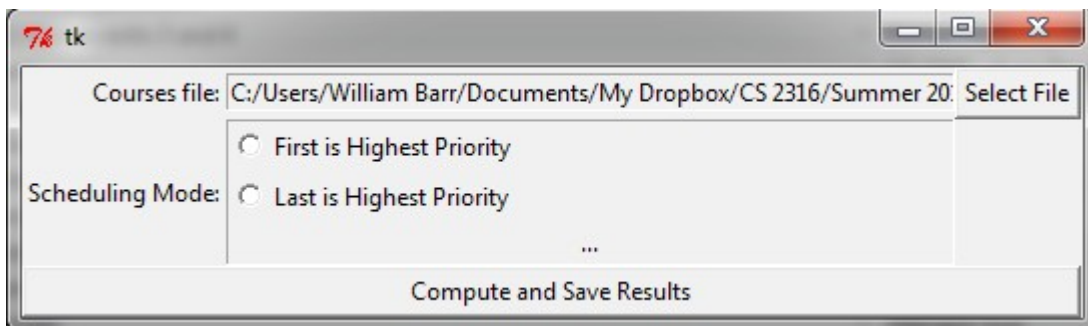 tk
Courses file: C:/Users/William Barr/Documents/My Dropbox/CS 2316/Summer 20 Select File
First is Highest Priority
Scheduling Mode:
Last is Highest Priority
...
Compute and Save Results